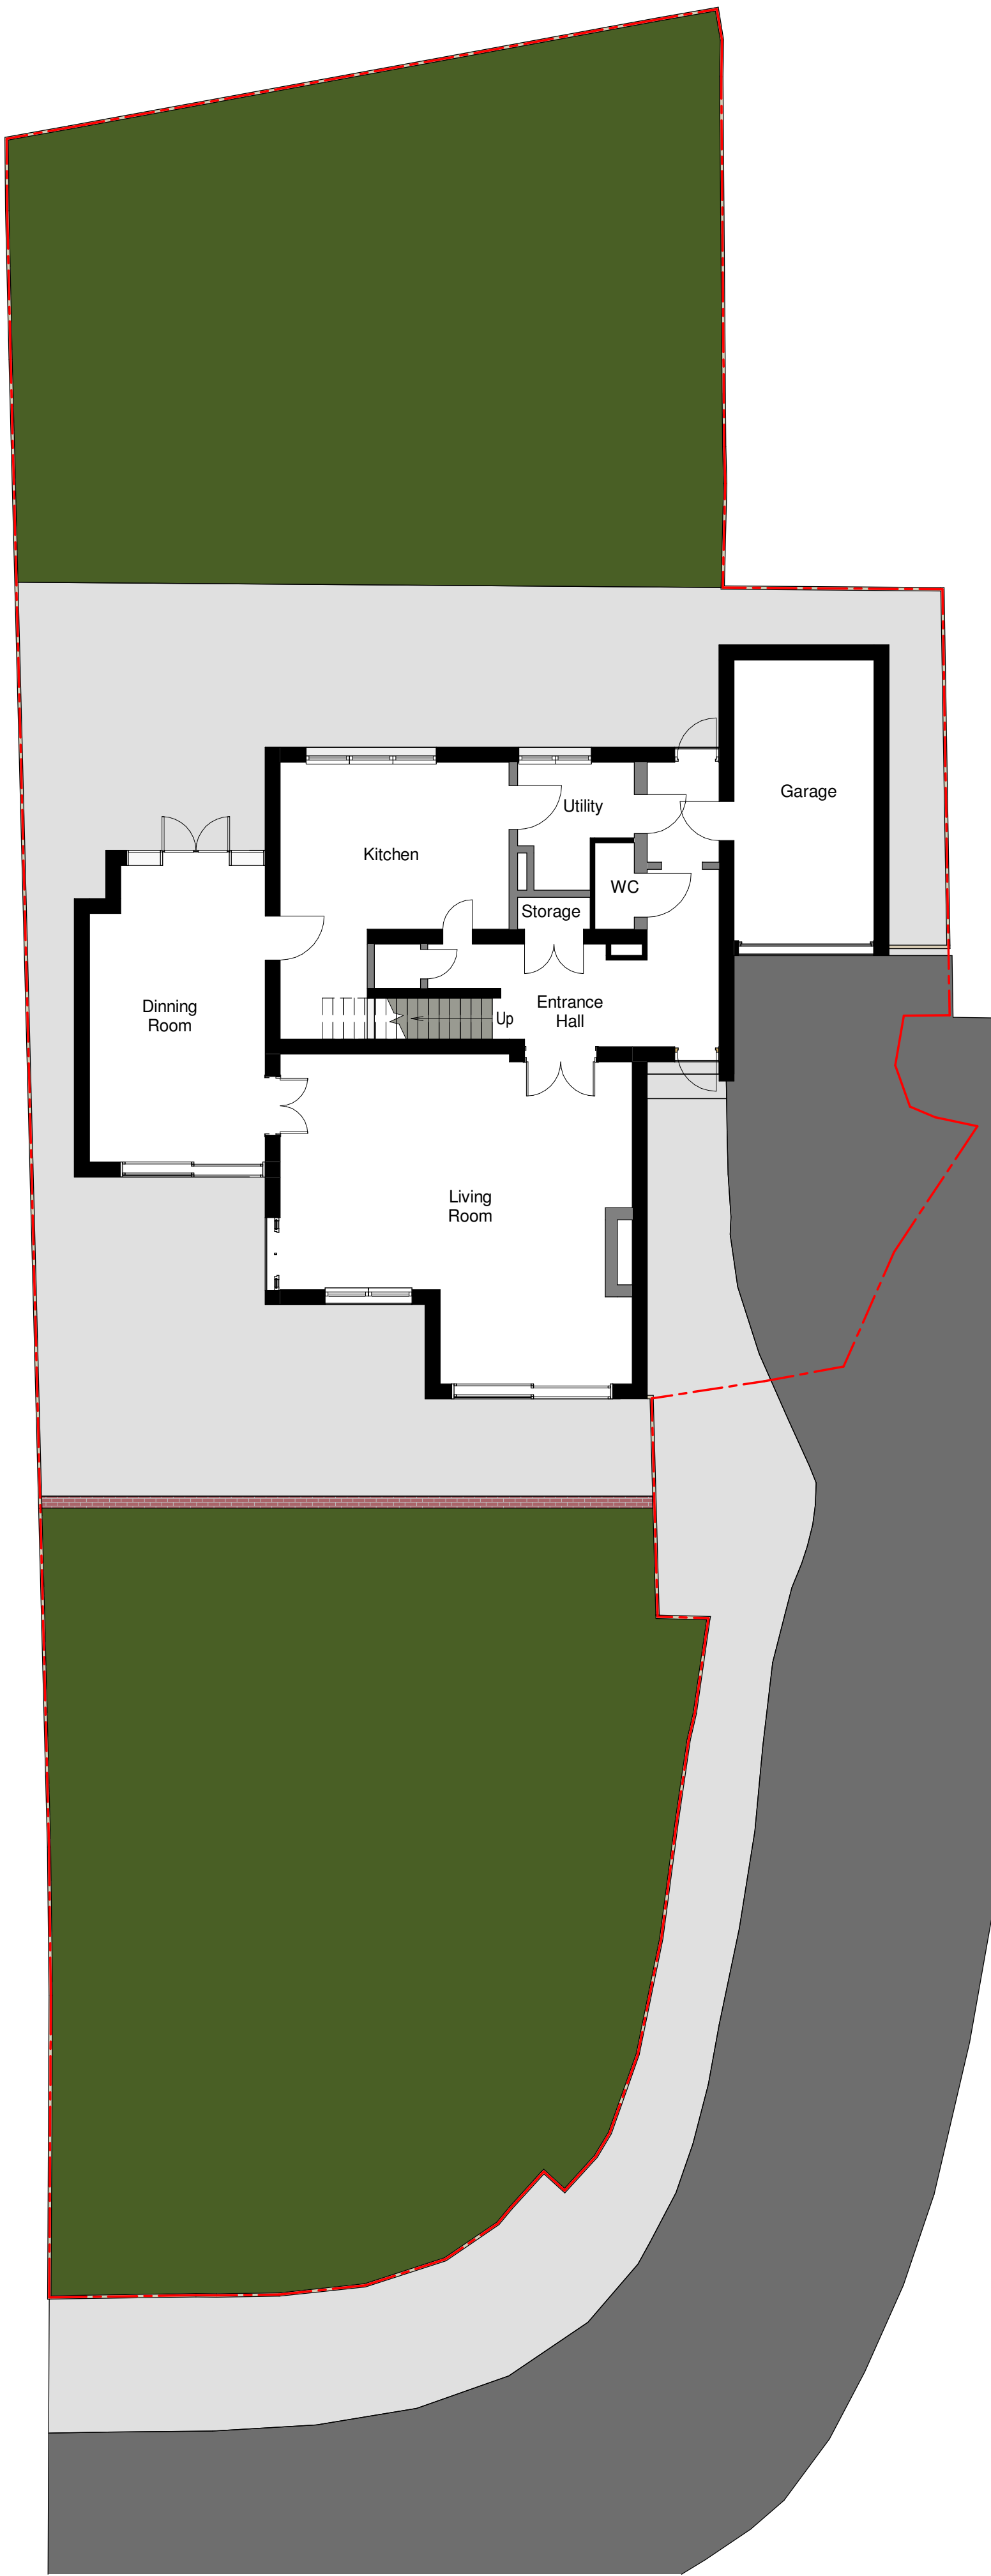 Garage
Utility
Kitchen
WC
Storage
Dinning
Room
Entrance
Hall
Up
Living
Room